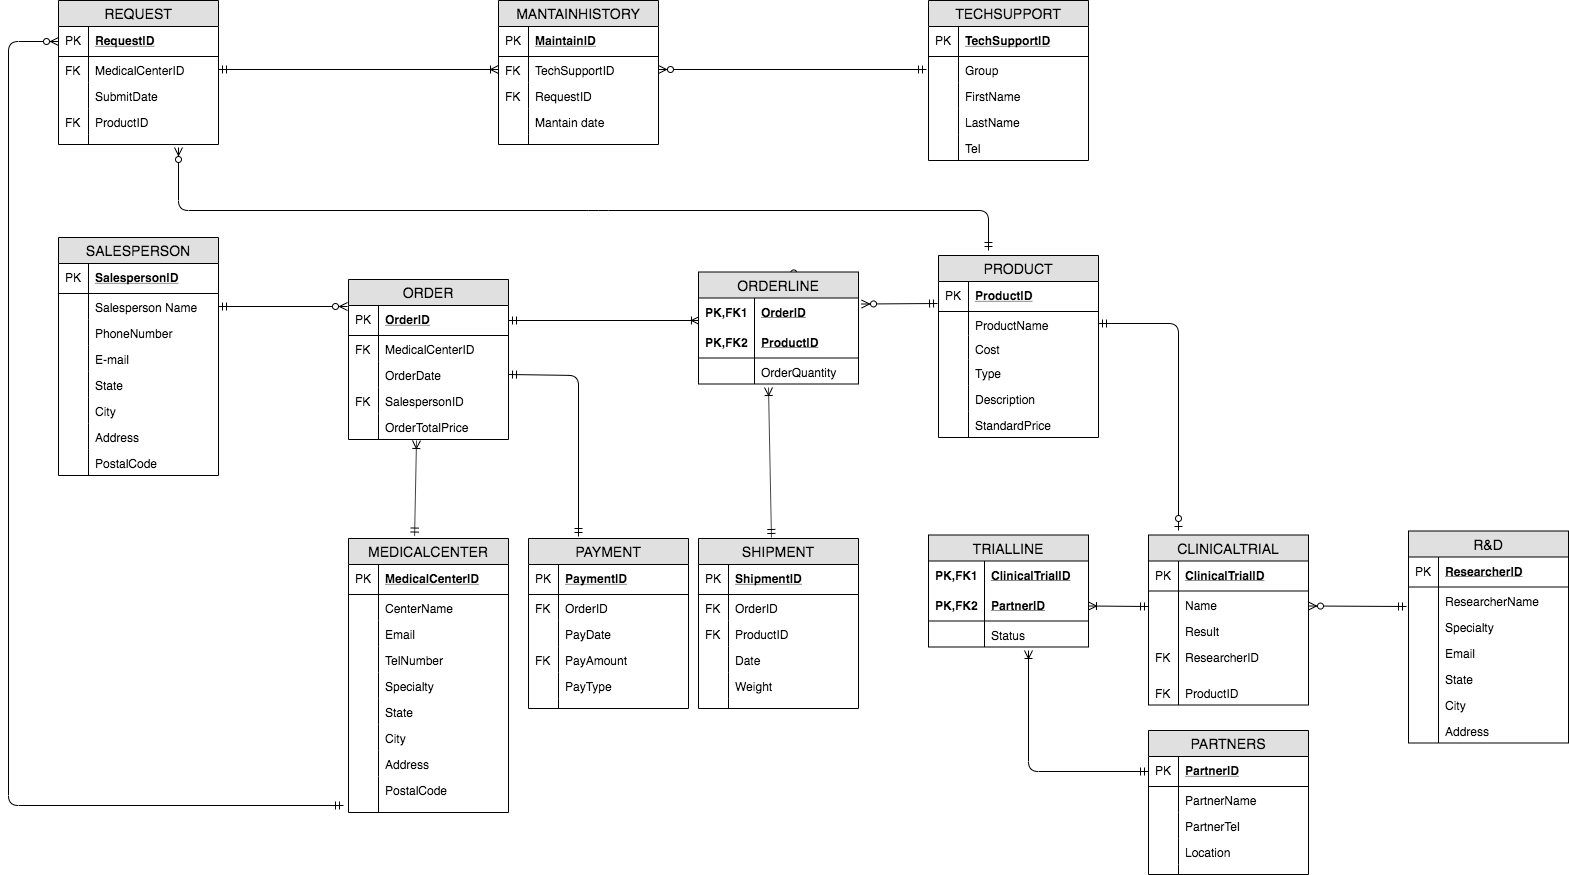 REQUEST
PK RequestID
FK MedicalCenterID
SubmitDate
FK ProductID
MANTAINHISTORY
PK MaintainID
FK TechSupportID
FK RequestID
Mantain date
TECHSUPPORT
PK TechSupportID
Group
FirstName
LastName
Tel
SALESPERSON
PK SalespersonID
Salesperson Name
PhoneNumber
E-mail
State
City
Address
PostalCode
ORDER
PK OrderID
FK MedicalCenterID
OrderDate
FK SalespersonID
OrderTotalPrice
ORDERLINE
PK,FK1 OrderID
PK,FK2 ProductID
OrderQuantity
PRODUCT
PK ProductID
ProductName
Cost
Type
Description
StandardPrice
MEDICALCENTER
PK MedicalCenterID
CenterName
Email
TelNumber
Specialty
State
City
Address
PostalCode
PAYMENT
PK PaymentID
FK OrderID
PayDate
FK PayAmount
PayType
SHIPMENT
PK ShipmentID
FK OrderID
FK ProductID
Date
Weight
TRIALLINE
PK,FK1 ClinicalTrialID
PK,FK2 PartnerID
Status
CLINICALTRIAL
PK ClinicalTrialID
Name
Result
FK ResearcherID
FK ProductID
R&D
PK ResearcherID
ResearcherName
Specialty
Email
State
City
Address
PARTNERS
PK PartnerID
PartnerName
PartnerTel
Location